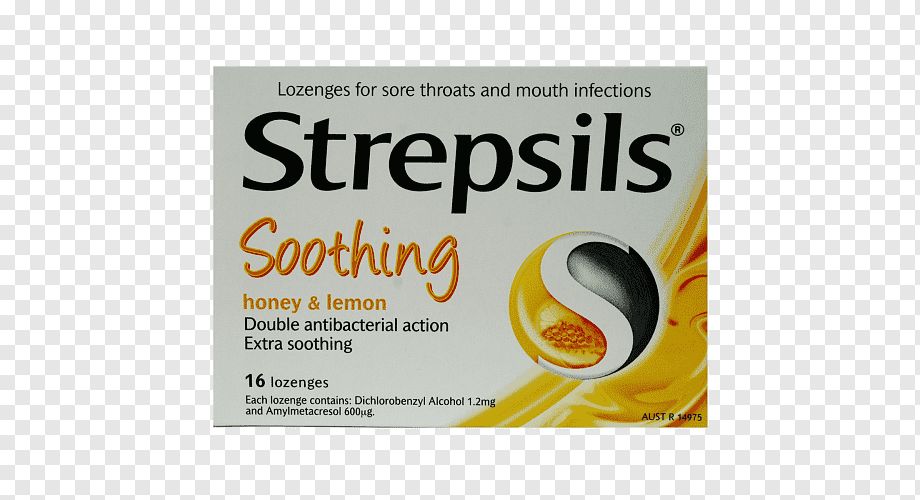 Lozenges for sore throats and mouth infections
Strepsils®
Soothing
honey & lemon
Double antibacterial action
Extra soothing
16 lozenges
Each lozenge contains: Dichlorobenzyl Alcohol 1.2mg
and Amylmetacresol 600µg.
AUST R 14975